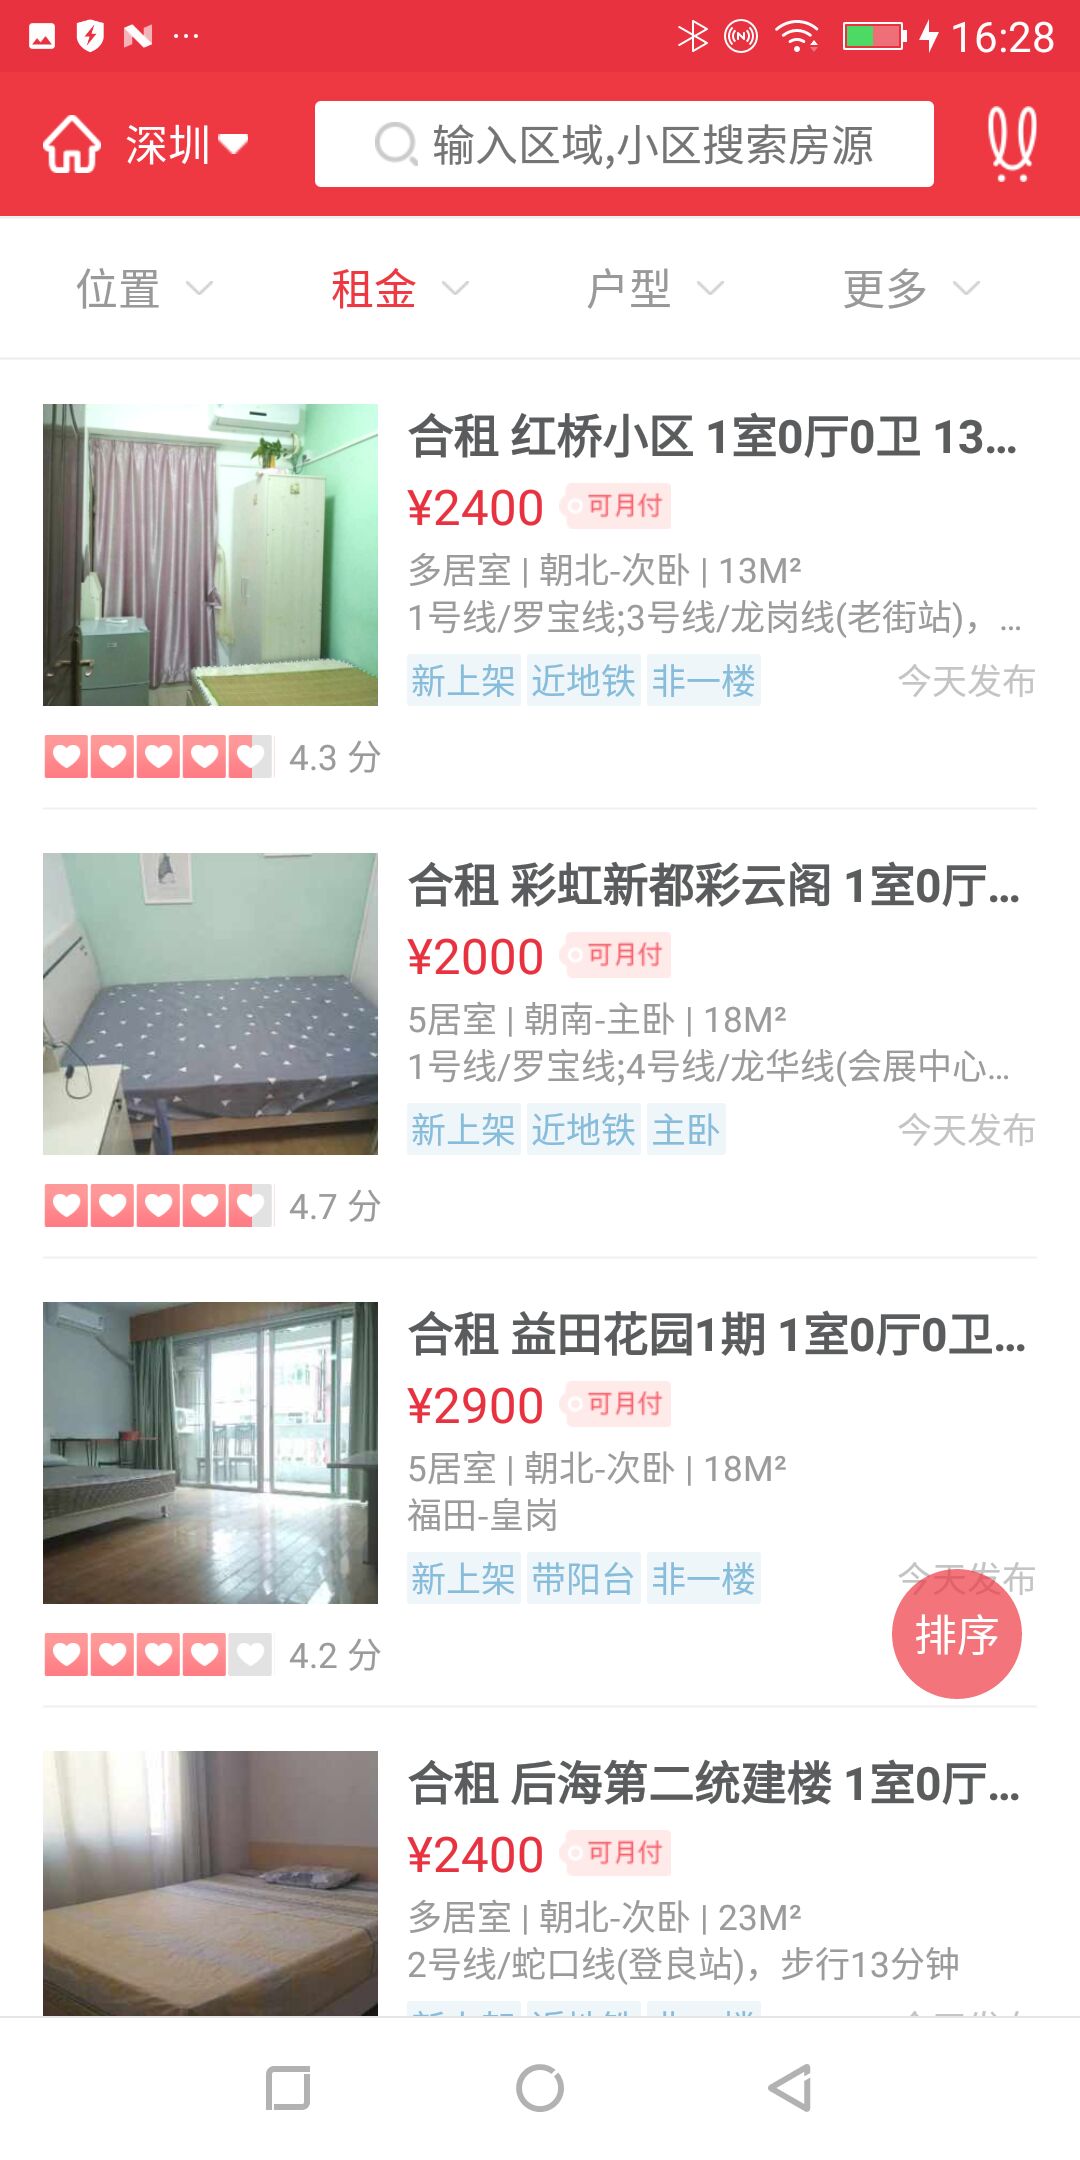 16:28
深圳
输入区域,小区搜索房源
位置 租金 户型 更多
合租 红桥小区 1室0厅0卫 13...
¥2400 可月付
多居室 | 朝北-次卧 | 13M²
1号线/罗宝线;3号线/龙岗线(老街站)，...
新上架 近地铁 非一楼 今天发布
4.3 分
合租 彩虹新都彩云阁 1室0厅...
¥2000 可月付
5居室 | 朝南-主卧 | 18M²
1号线/罗宝线;4号线/龙华线(会展中心...
新上架 近地铁 主卧 今天发布
4.7 分
合租 益田花园1期 1室0厅0卫...
¥2900 可月付
5居室 | 朝北-次卧 | 18M²
福田-皇岗
新上架 带阳台 非一楼 今天发布
4.2 分
排序
合租 后海第二统建楼 1室0厅...
¥2400 可月付
多居室 | 朝北-次卧 | 23M²
2号线/蛇口线(登良站)，步行13分钟